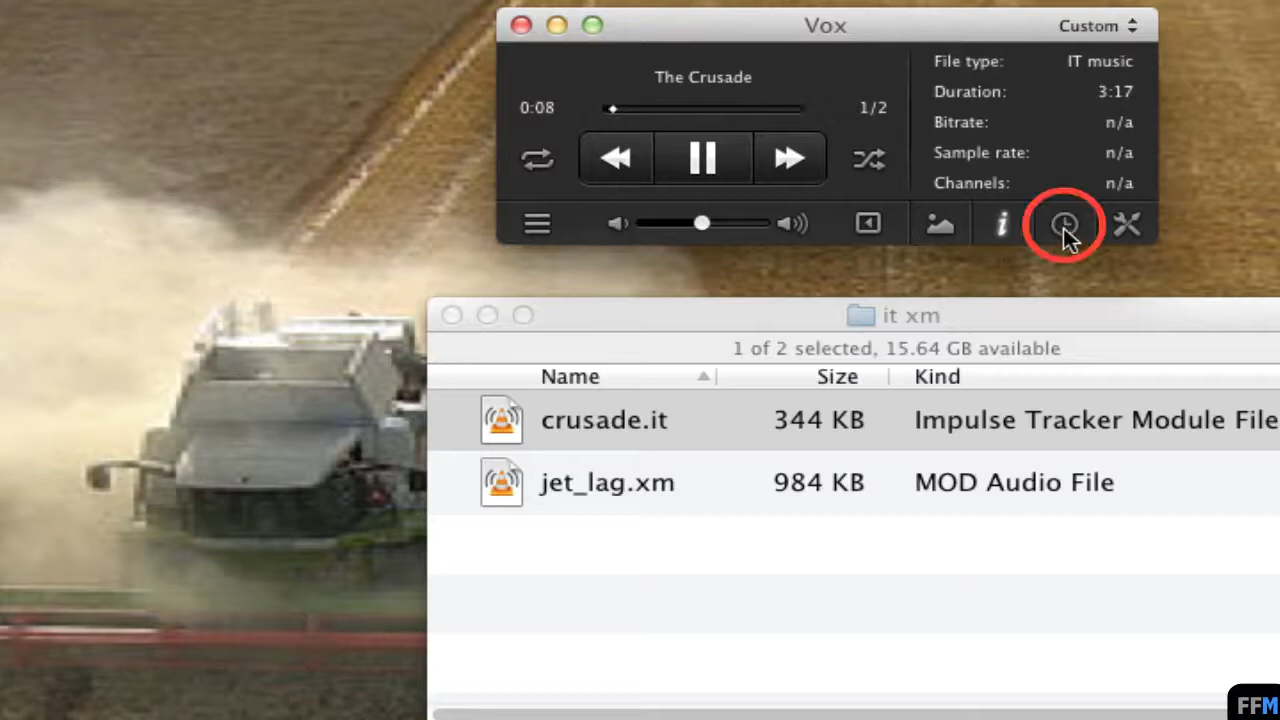 Vox
Custom
The Crusade
0:08
1/2
File type: IT music
Duration: 3:17
Bitrate: n/a
Sample rate: n/a
Channels: n/a
i
it xm
1 of 2 selected, 15.64 GB available
Name Size Kind
crusade.it 344 KB Impulse Tracker Module File
jet_lag.xm 984 KB MOD Audio File
FFM